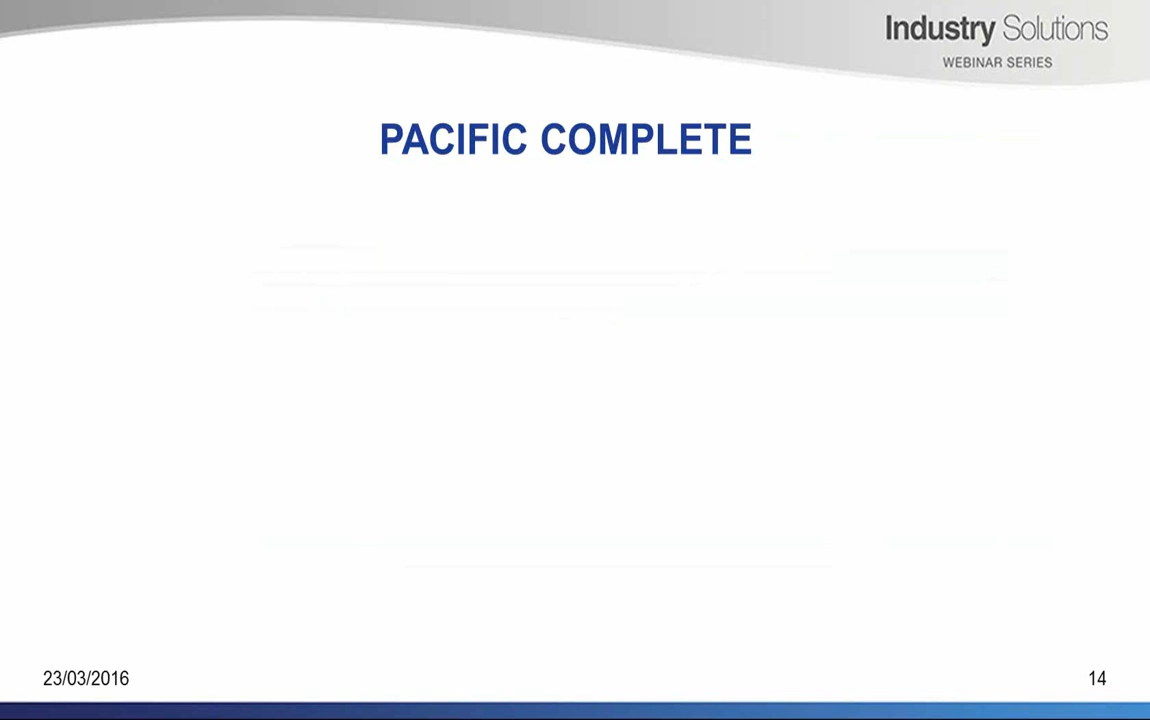 Industry Solutions
WEBINAR SERIES
PACIFIC COMPLETE
23/03/2016
14